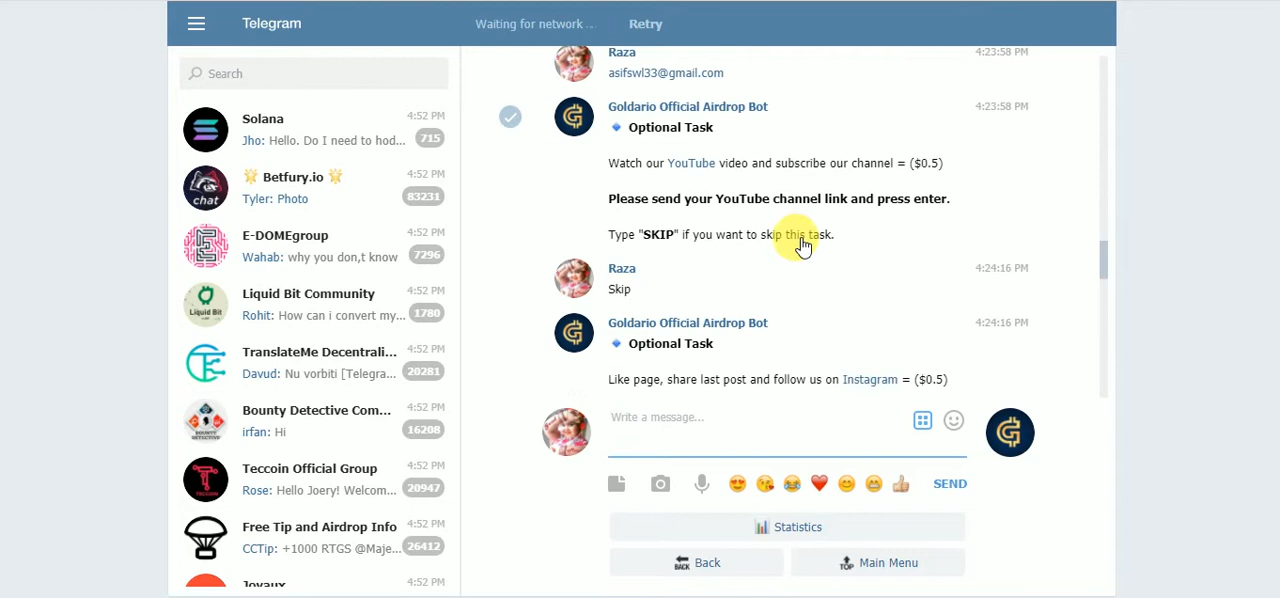 Telegram
Waiting for network ...
Retry
Search
Solana
4:52 PM
Jho: Hello. Do I need to hod...
715
Betfury.io
4:52 PM
Tyler: Photo
83231
chat
E-DOMEgroup
4:52 PM
Wahab: why you don,t know
7296
Liquid Bit Community
4:52 PM
Rohit: How can i convert my...
1780
Liquid Bit
TranslateMe Decentrali...
4:52 PM
Davud: Nu vorbiti [Telegra...
20281
Bounty Detective Com...
4:52 PM
irfan: Hi
16208
BOUNTY
DETECTIVE
Teccoin Official Group
4:52 PM
Rose: Hello Joery! Welcom...
20947
Free Tip and Airdrop Info
4:52 PM
CCTip: +1000 RTGS @Maje...
26412
Joyaux
4:52 PM
Raza
4:23:58 PM
asifswl33@gmail.com
Goldario Official Airdrop Bot
4:23:58 PM
Optional Task
Watch our YouTube video and subscribe our channel = ($0.5)
Please send your YouTube channel link and press enter.
Type "SKIP" if you want to skip this task.
Raza
4:24:16 PM
Skip
Goldario Official Airdrop Bot
4:24:16 PM
Optional Task
Like page, share last post and follow us on Instagram = ($0.5)
Write a message...
SEND
Statistics
BACK Back
TOP Main Menu